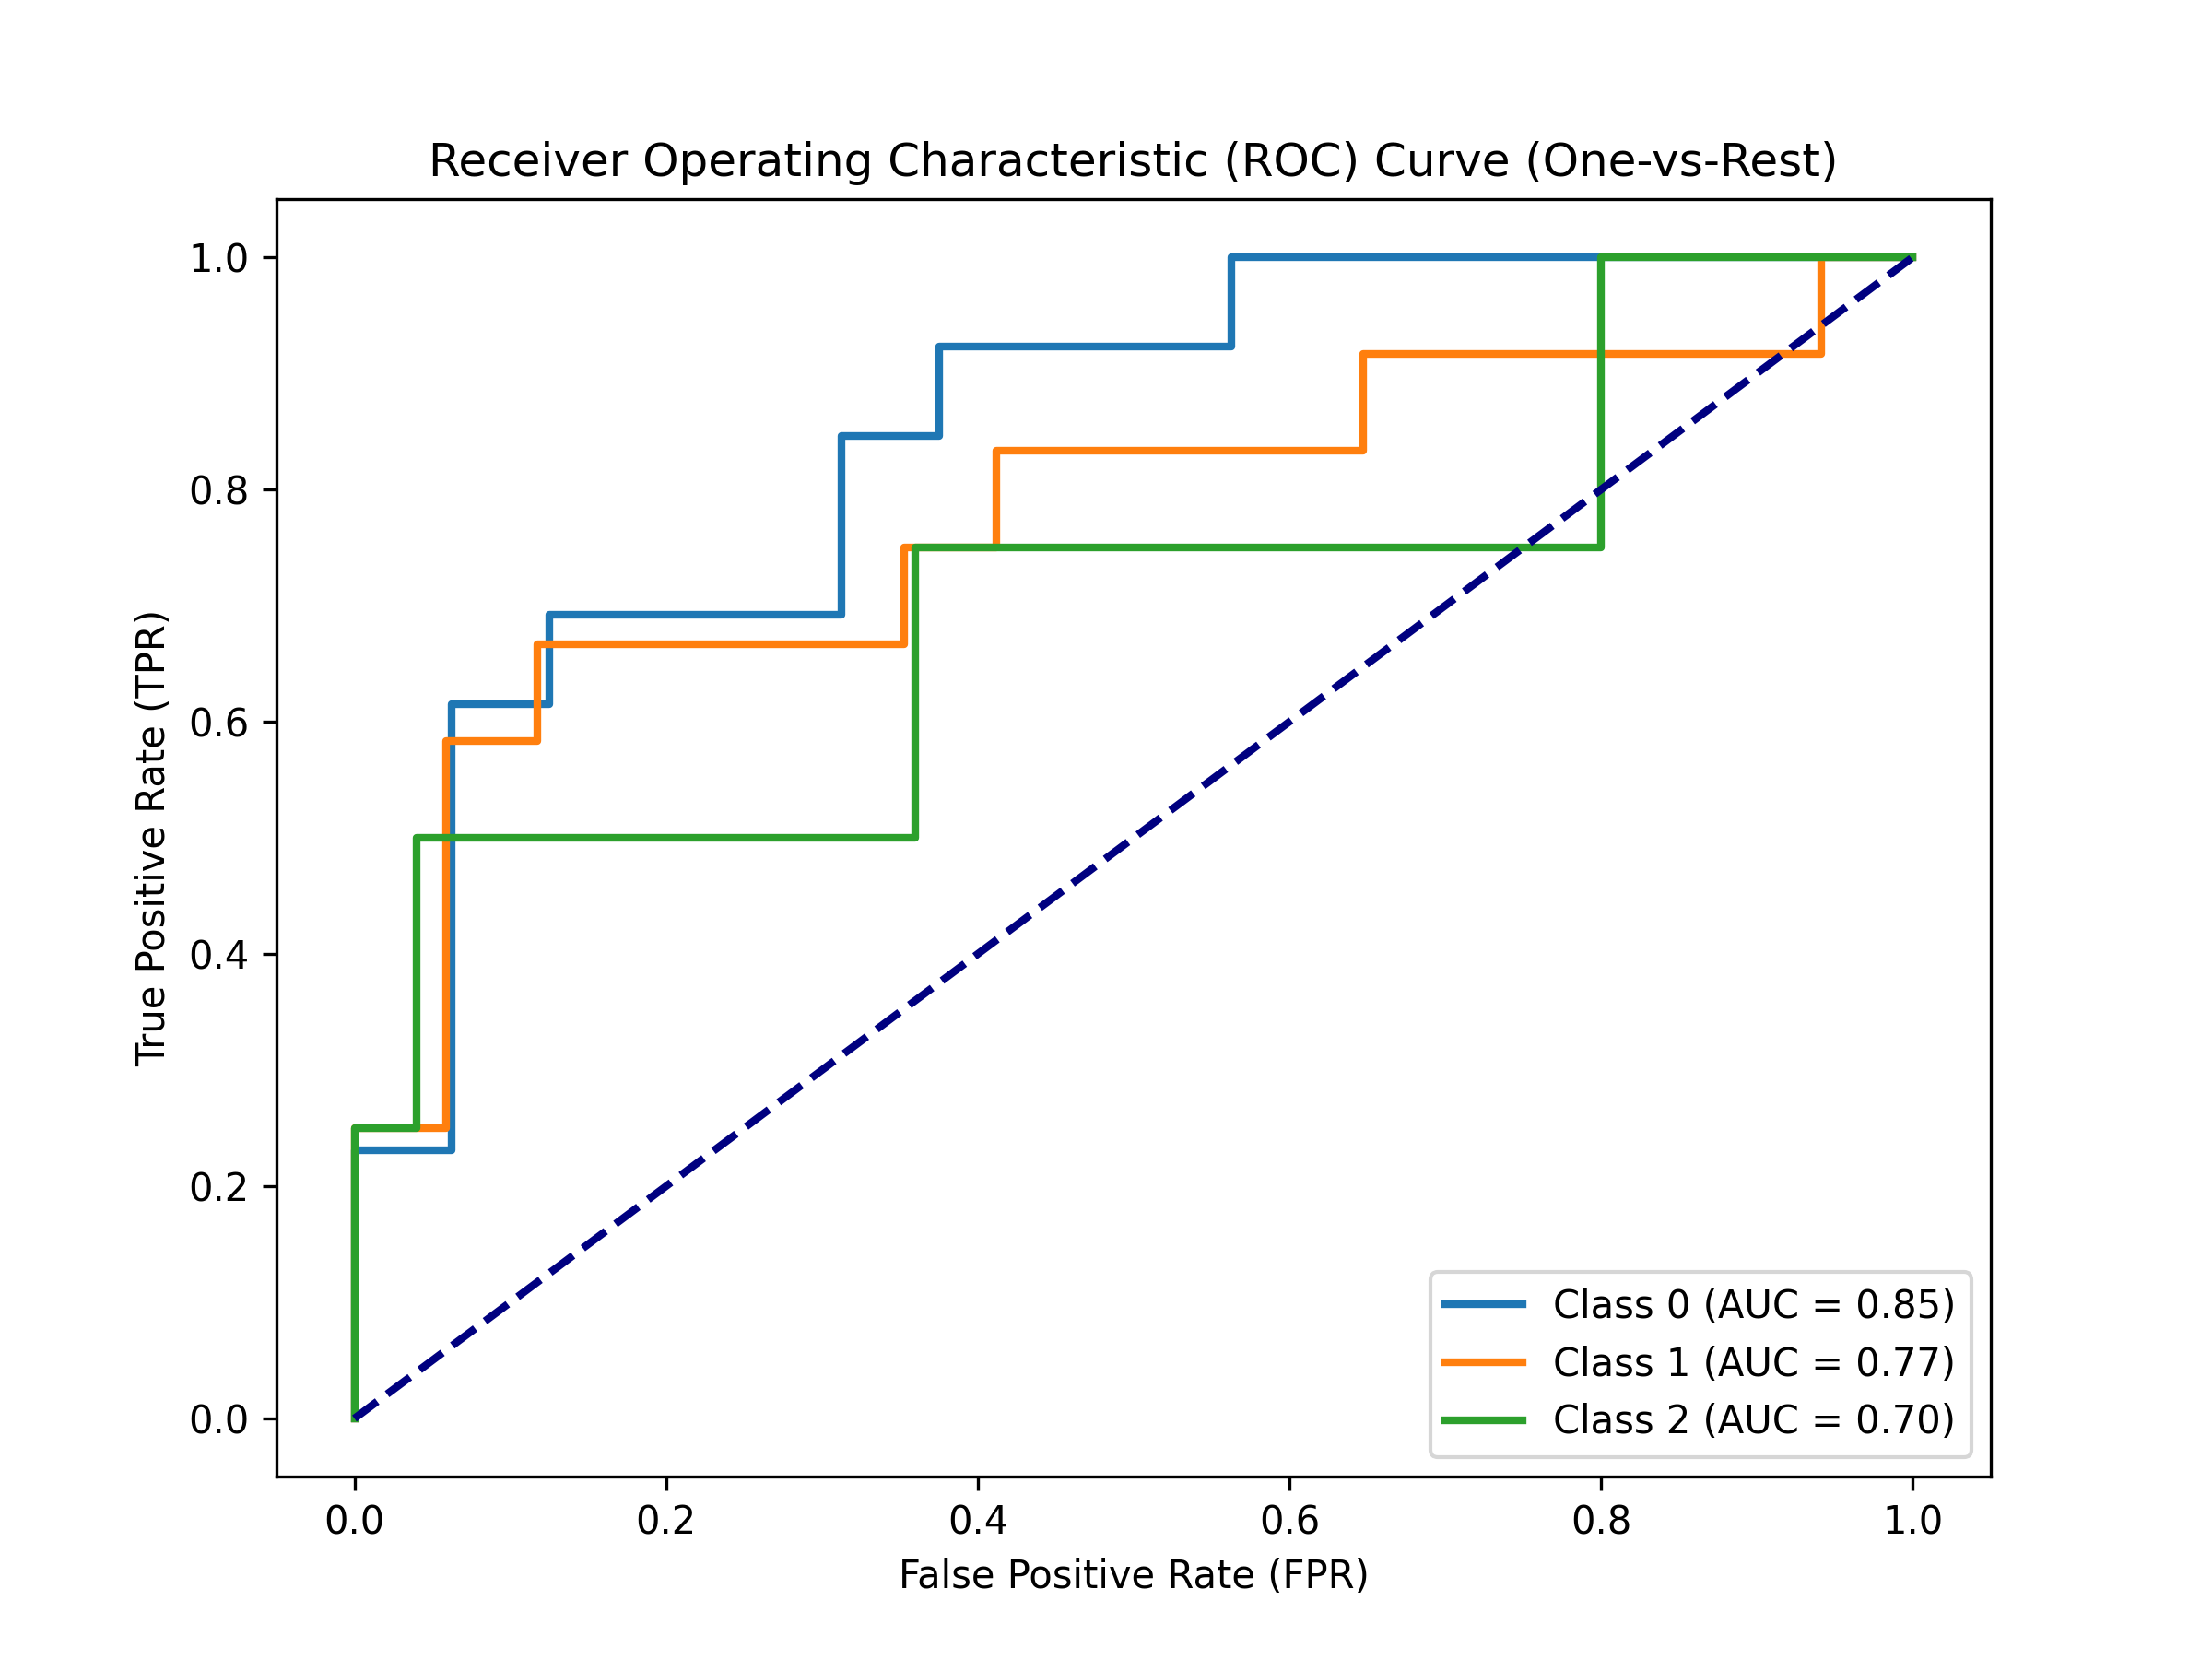 Receiver Operating Characteristic (ROC) Curve (One-vs-Rest)
True Positive Rate (TPR)
1.0
0.8
0.6
0.4
0.2
0.0
0.0 0.2 0.4 0.6 0.8 1.0
False Positive Rate (FPR)
Class 0 (AUC = 0.85)
Class 1 (AUC = 0.77)
Class 2 (AUC = 0.70)